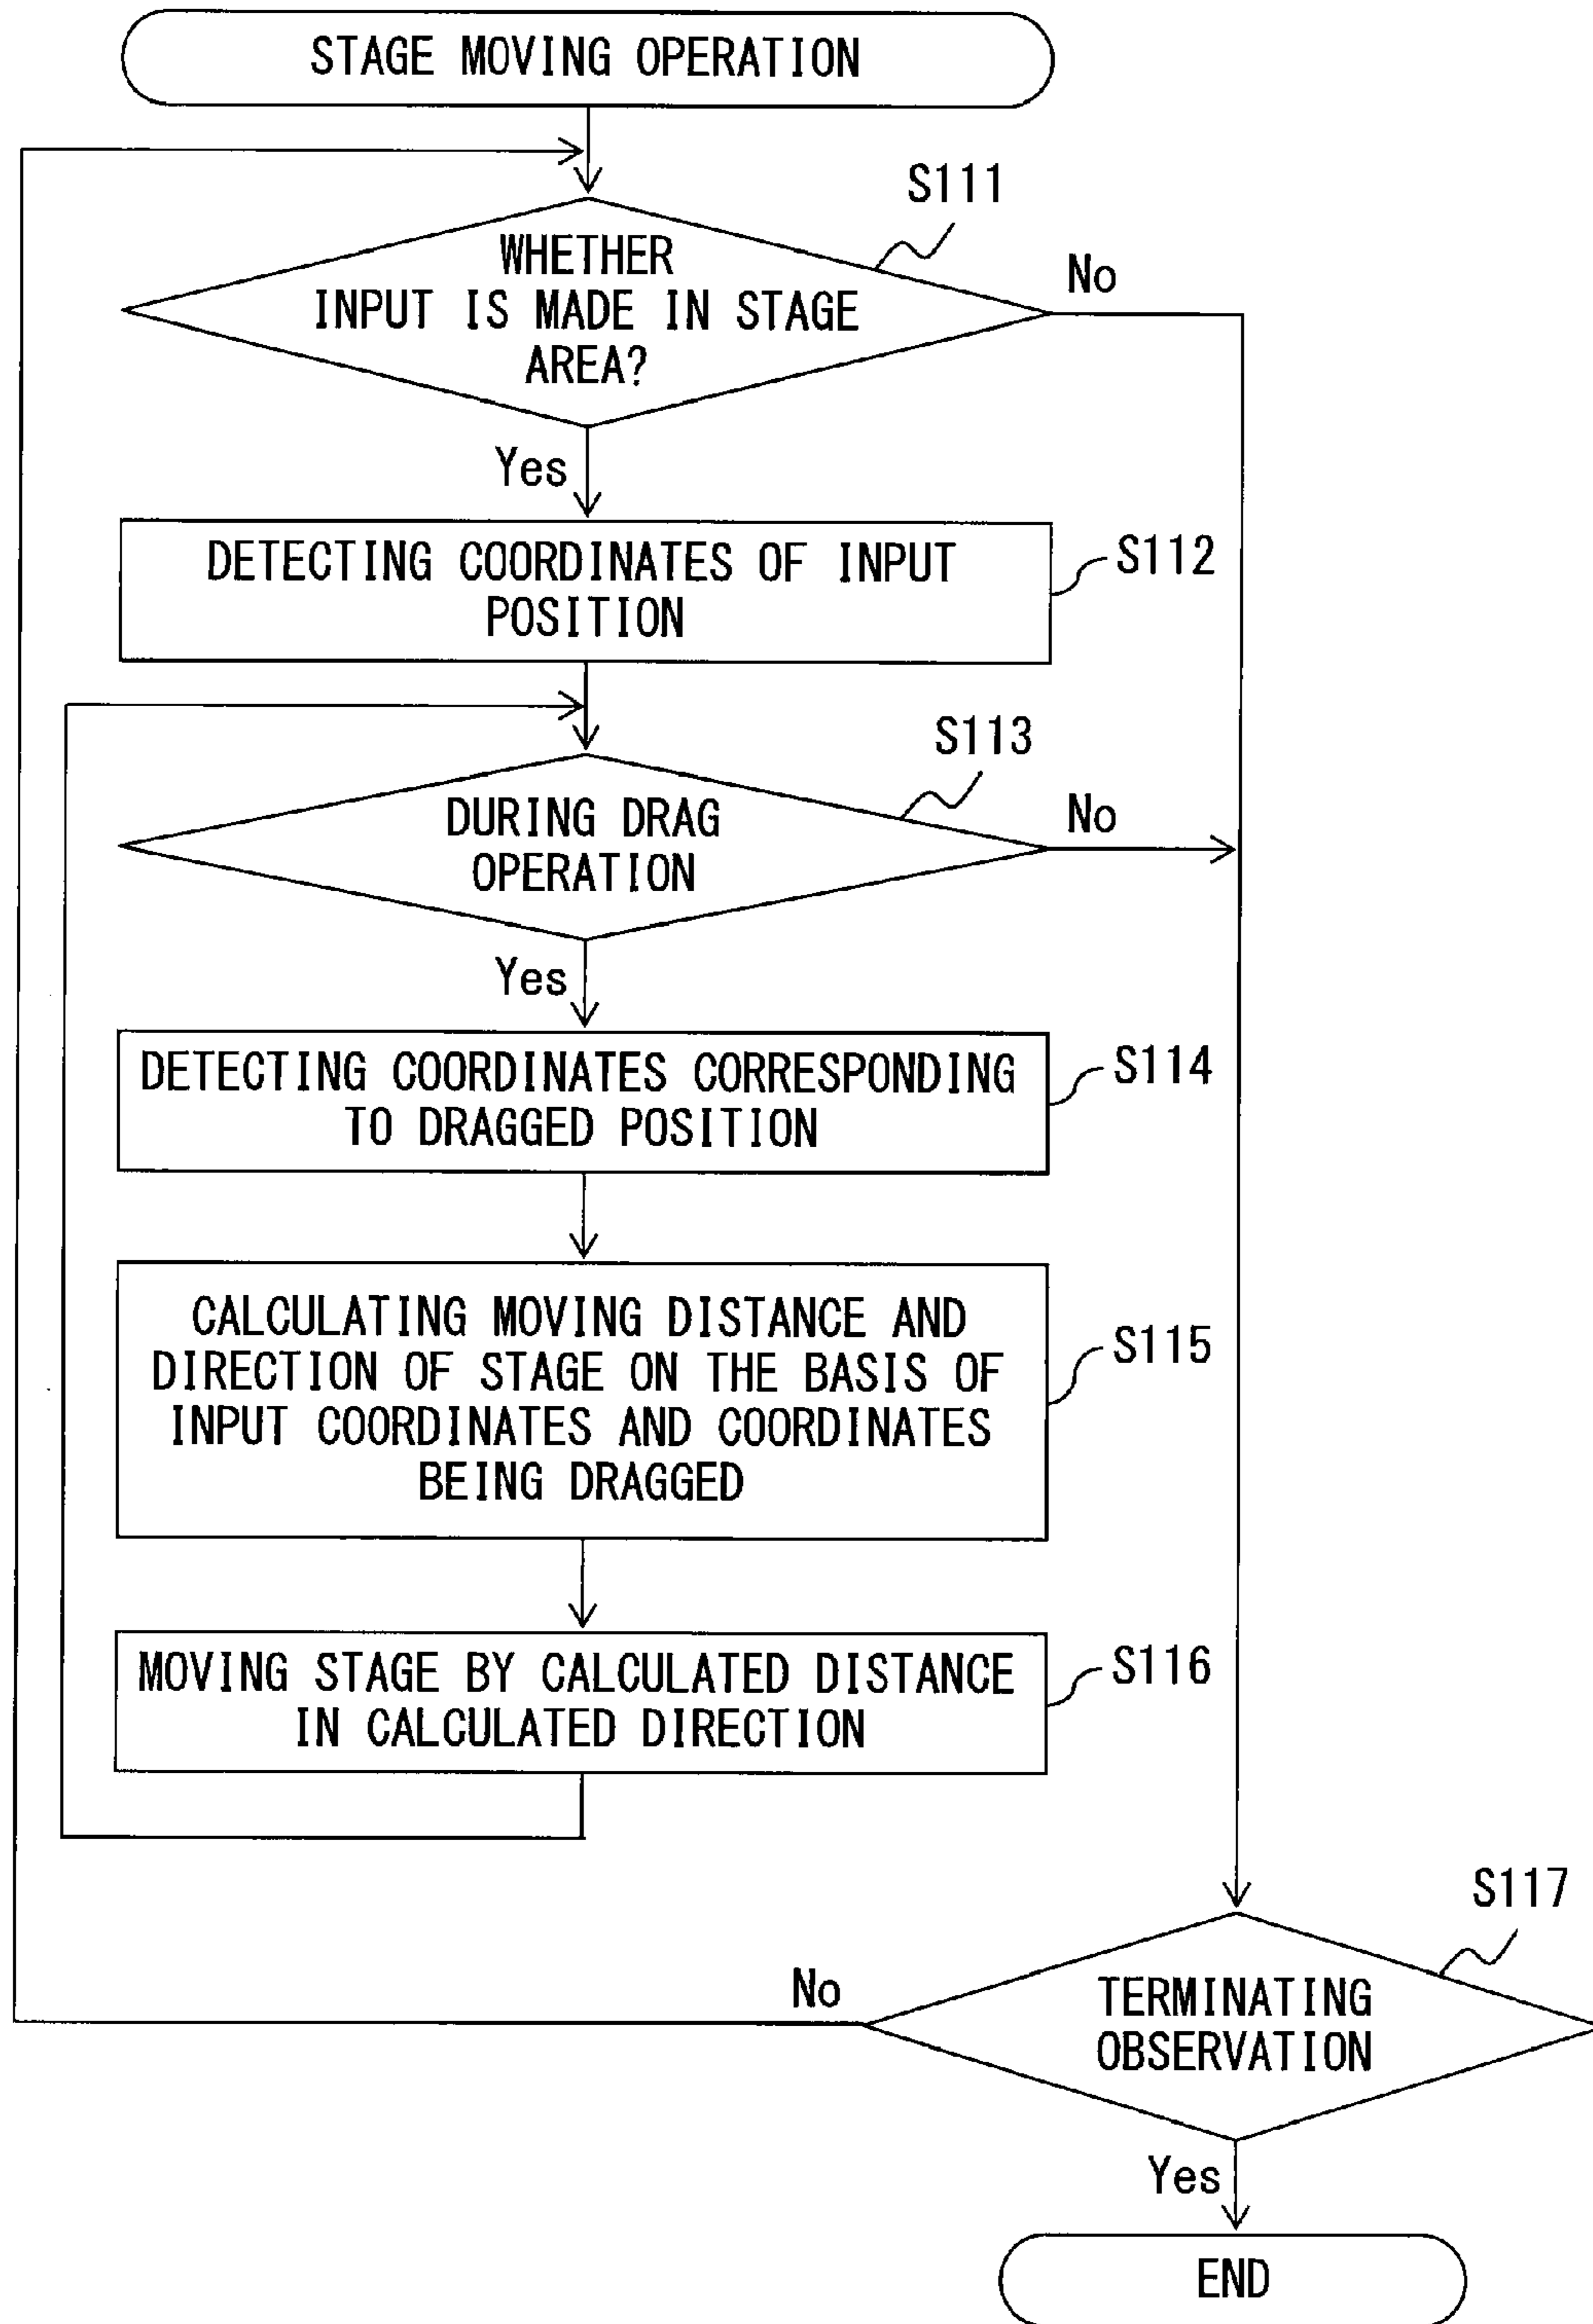 STAGE MOVING OPERATION
S111
WHETHER
INPUT IS MADE IN STAGE
AREA?
No
Yes
DETECTING COORDINATES OF INPUT
POSITION
S112
S113
DURING DRAG
OPERATION
No
Yes
DETECTING COORDINATES CORRESPONDING
TO DRAGGED POSITION
S114
CALCULATING MOVING DISTANCE AND
DIRECTION OF STAGE ON THE BASIS OF
INPUT COORDINATES AND COORDINATES
BEING DRAGGED
S115
MOVING STAGE BY CALCULATED DISTANCE
IN CALCULATED DIRECTION
S116
S117
No
TERMINATING
OBSERVATION
Yes
END